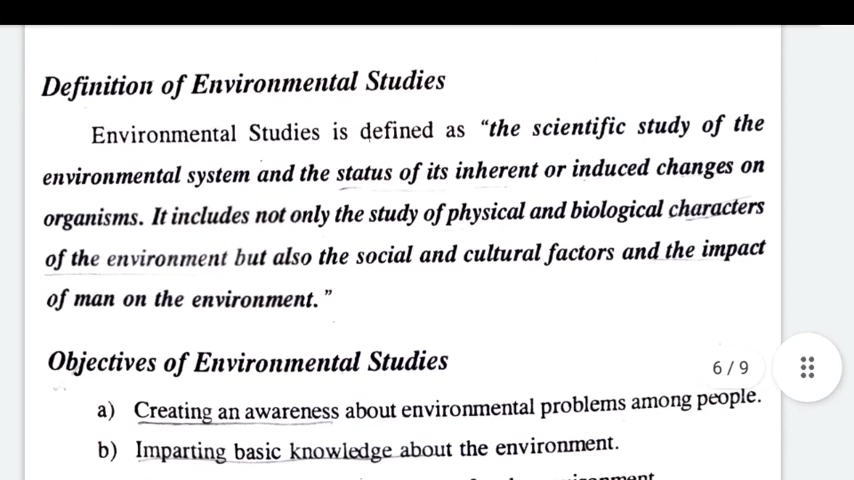 Definition of Environmental Studies
Environmental Studies is defined as “the scientific study of the
environmental system and the status of its inherent or induced changes on
organisms. It includes not only the study of physical and biological characters
of the environment but also the social and cultural factors and the impact
of man on the environment.”
Objectives of Environmental Studies
6 / 9
a) Creating an awareness about environmental problems among people.
b) Imparting basic knowledge about the environment.